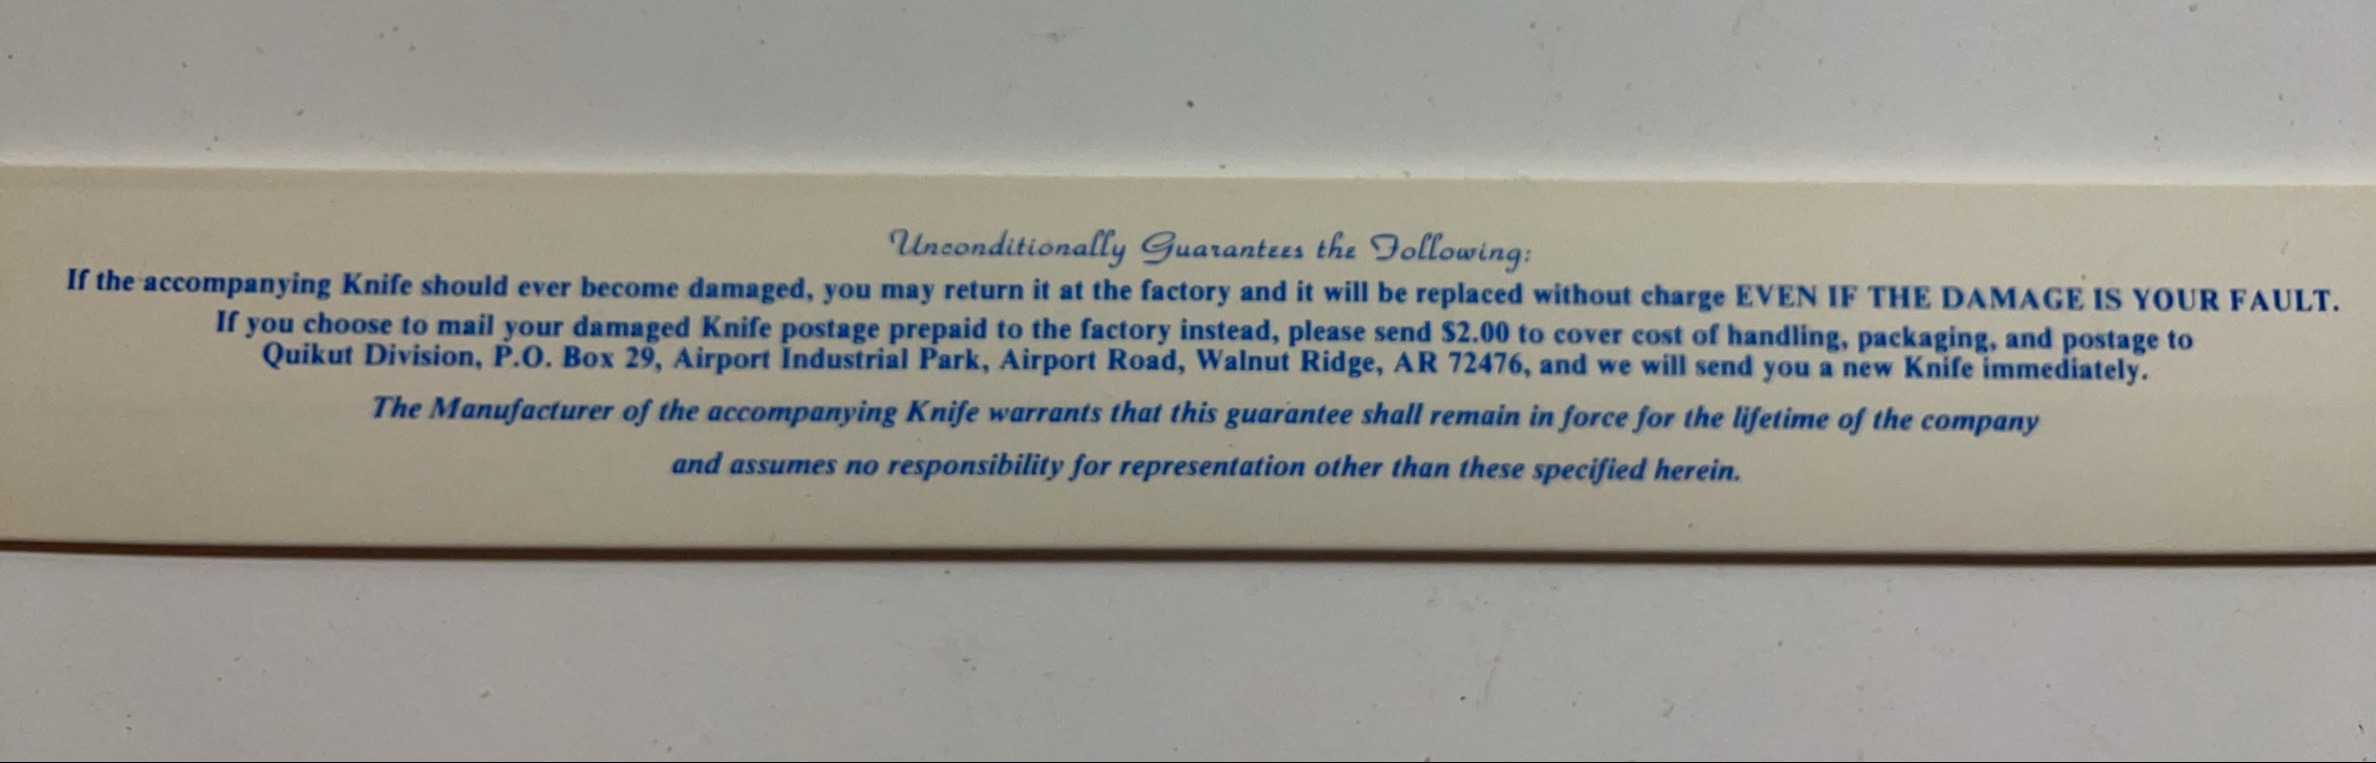 Unconditionally Guarantees the Following:
If the accompanying Knife should ever become damaged, you may return it at the factory and it will be replaced without charge EVEN IF THE DAMAGE IS YOUR FAULT.
If you choose to mail your damaged Knife postage prepaid to the factory instead, please send $2.00 to cover cost of handling, packaging, and postage to
Quikut Division, P.O. Box 29, Airport Industrial Park, Airport Road, Walnut Ridge, AR 72476, and we will send you a new Knife immediately.
The Manufacturer of the accompanying Knife warrants that this guarantee shall remain in force for the lifetime of the company
and assumes no responsibility for representation other than these specified herein.